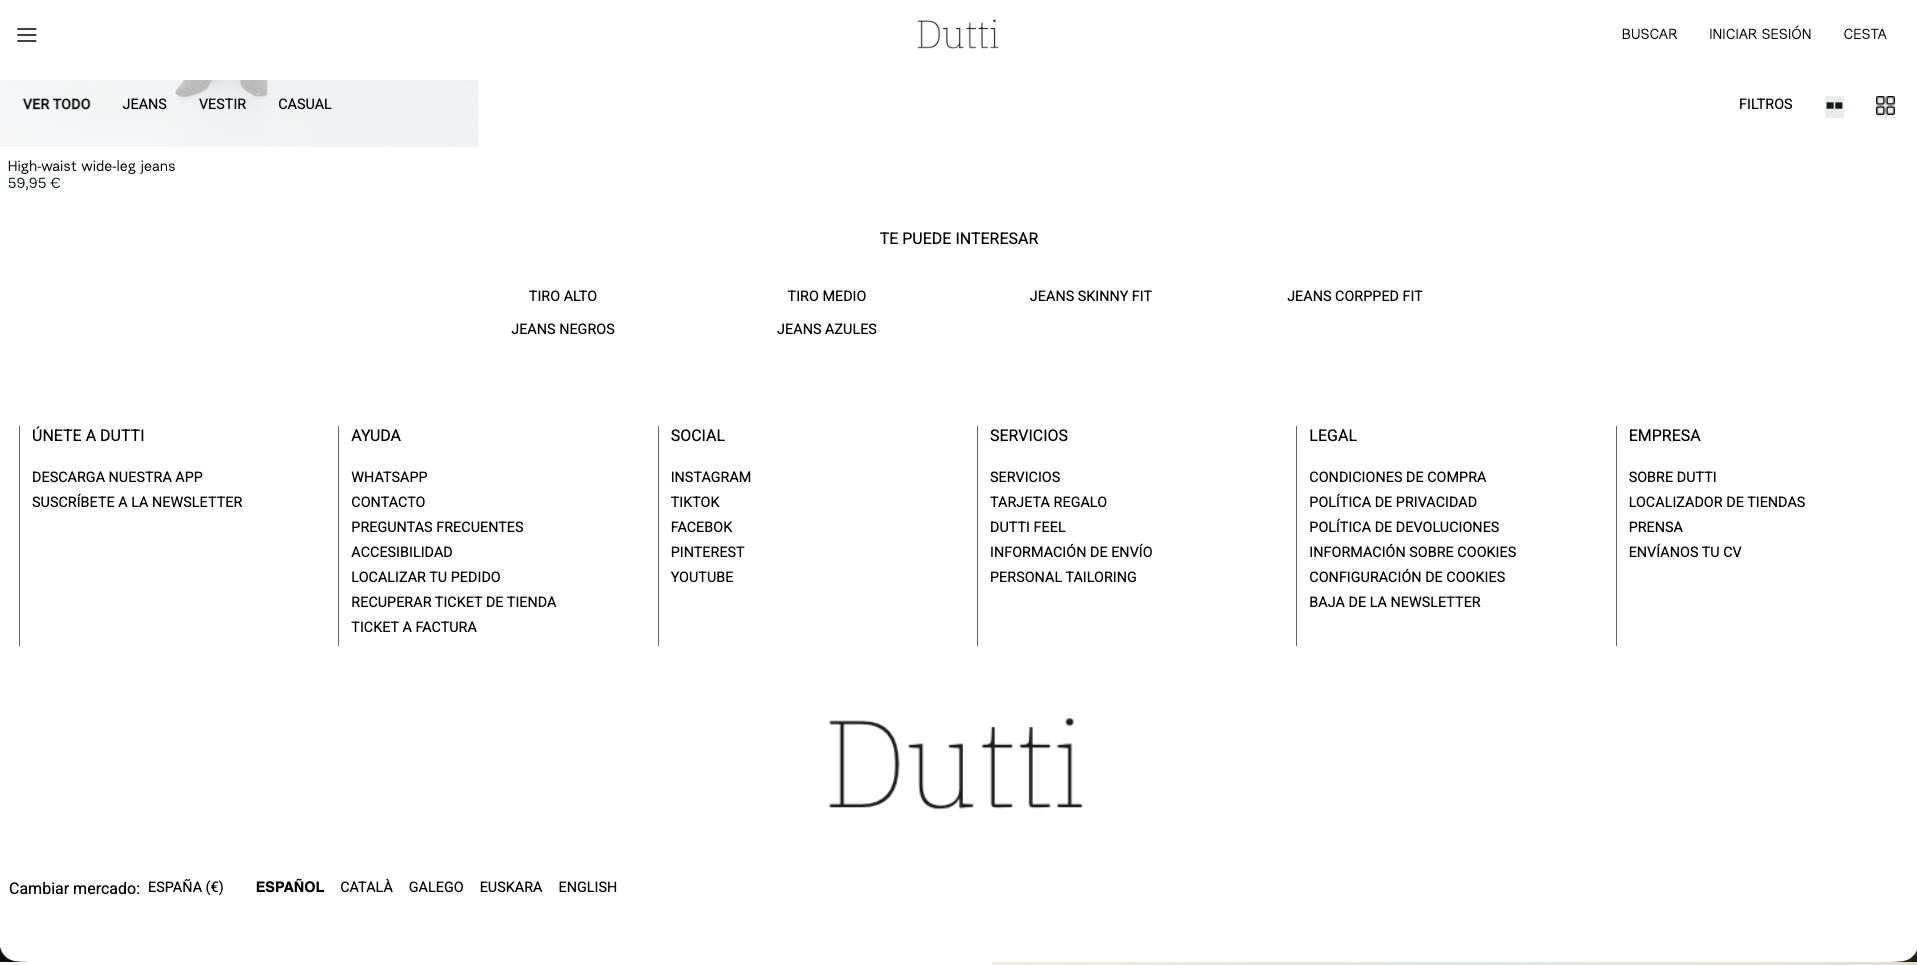 Dutti
BUSCAR INICIAR SESIÓN CESTA
VER TODO JEANS VESTIR CASUAL FILTROS
High-waist wide-leg jeans
59,95 €
TE PUEDE INTERESAR
TIRO ALTO TIRO MEDIO JEANS SKINNY FIT JEANS CORPPED FIT
JEANS NEGROS JEANS AZULES
ÚNETE A DUTTI
DESCARGA NUESTRA APP
SUSCRÍBETE A LA NEWSLETTER
AYUDA
WHATSAPP
CONTACTO
PREGUNTAS FRECUENTES
ACCESIBILIDAD
LOCALIZAR TU PEDIDO
RECUPERAR TICKET DE TIENDA
TICKET A FACTURA
SOCIAL
INSTAGRAM
TIKTOK
FACEBOK
PINTEREST
YOUTUBE
SERVICIOS
SERVICIOS
TARJETA REGALO
DUTTI FEEL
INFORMACIÓN DE ENVÍO
PERSONAL TAILORING
LEGAL
CONDICIONES DE COMPRA
POLÍTICA DE PRIVACIDAD
POLÍTICA DE DEVOLUCIONES
INFORMACIÓN SOBRE COOKIES
CONFIGURACIÓN DE COOKIES
BAJA DE LA NEWSLETTER
EMPRESA
SOBRE DUTTI
LOCALIZADOR DE TIENDAS
PRENSA
ENVÍANOS TU CV
Dutti
Cambiar mercado: ESPAÑA (€) ESPAÑOL CATALÀ GALEGO EUSKARA ENGLISH